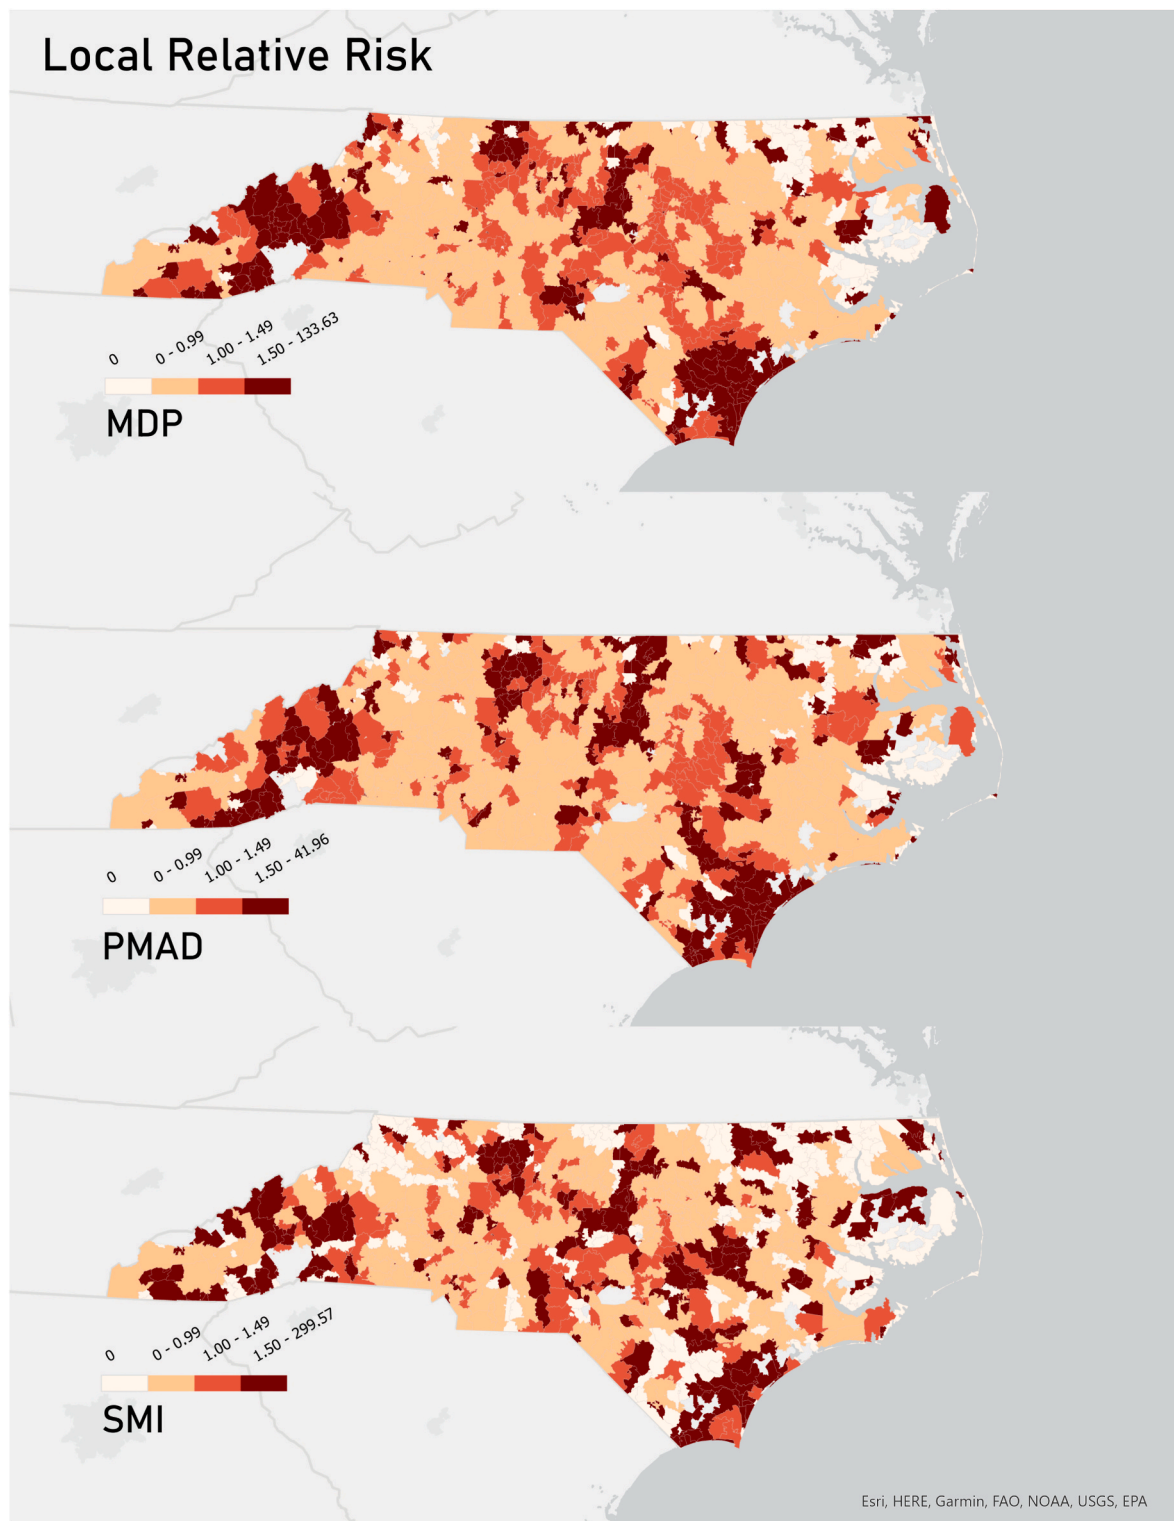 Local Relative Risk
0
0 - 0.99
1.00 - 1.49
1.50 - 133.63
MDP
0
0 - 0.99
1.00 - 1.49
1.50 - 41.96
PMAD
0
0 - 0.99
1.00 - 1.49
1.50 - 299.57
SMI
Esri, HERE, Garmin, FAO, NOAA, USGS, EPA